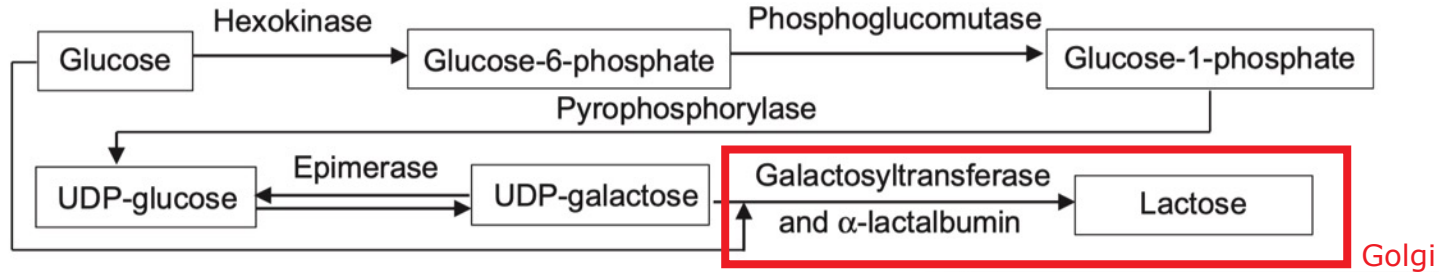 Hexokinase
Phosphoglucomutase
Glucose
Glucose-6-phosphate
Glucose-1-phosphate
Pyrophosphorylase
UDP-glucose
Epimerase
UDP-galactose
Galactosyltransferase
and α-lactalbumin
Lactose
Golgi